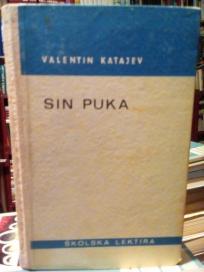 VALENTIN KATAJEV
SIN PUKA
ŠKOLSKA LEKTIRA